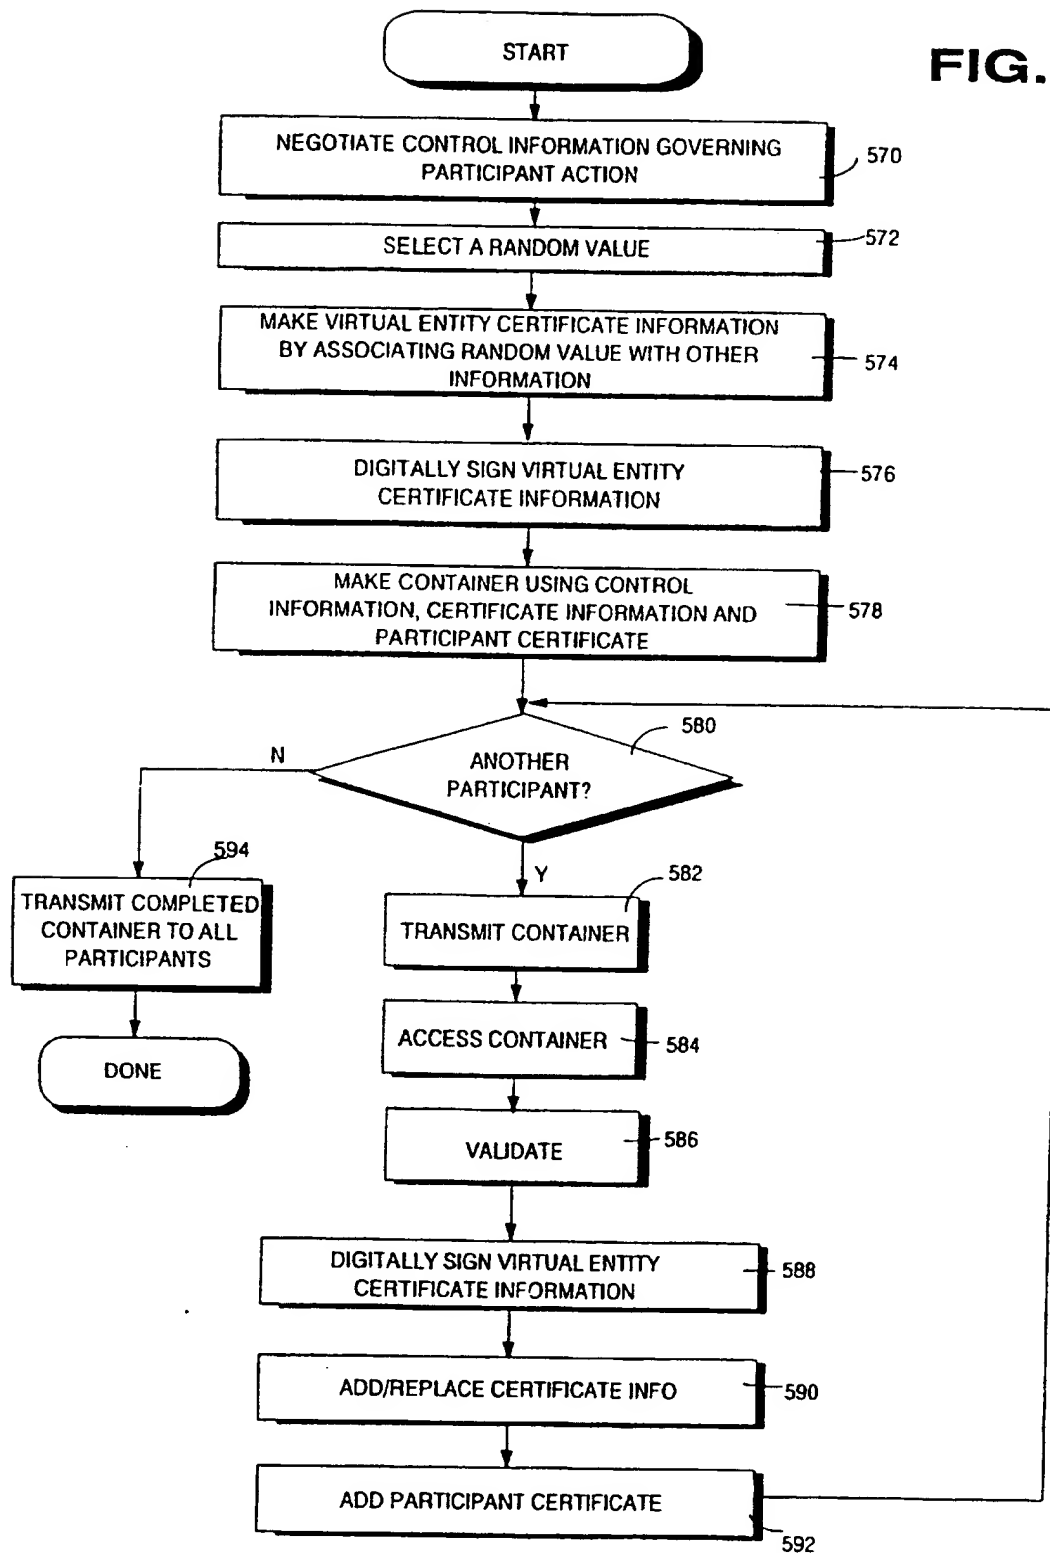 START
FIG.
NEGOTIATE CONTROL INFORMATION GOVERNING
PARTICIPANT ACTION
570
SELECT A RANDOM VALUE
572
MAKE VIRTUAL ENTITY CERTIFICATE INFORMATION
BY ASSOCIATING RANDOM VALUE WITH OTHER
INFORMATION
574
DIGITALLY SIGN VIRTUAL ENTITY
CERTIFICATE INFORMATION
576
MAKE CONTAINER USING CONTROL
INFORMATION, CERTIFICATE INFORMATION AND
PARTICIPANT CERTIFICATE
578
580
N
ANOTHER
PARTICIPANT?
594
TRANSMIT COMPLETED
CONTAINER TO ALL
PARTICIPANTS
DONE
Y
582
TRANSMIT CONTAINER
ACCESS CONTAINER
584
VALIDATE
586
DIGITALLY SIGN VIRTUAL ENTITY
CERTIFICATE INFORMATION
588
ADD/REPLACE CERTIFICATE INFO
590
ADD PARTICIPANT CERTIFICATE
592